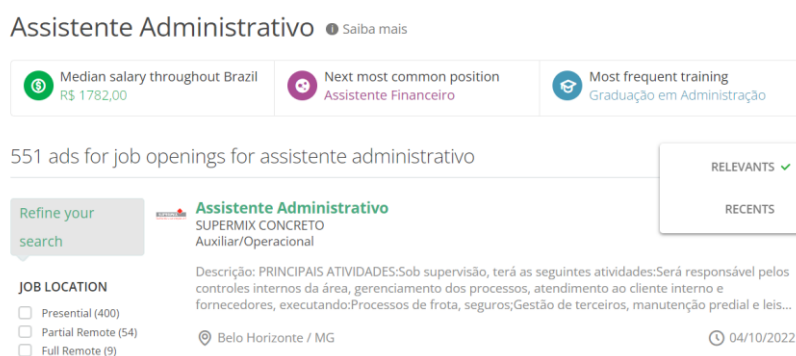 Assistente Administrativo Saiba mais
Median salary throughout Brazil
R$ 1782,00
Next most common position
Assistente Financeiro
Most frequent training
Graduação em Administração
551 ads for job openings for assistente administrativo
RELEVANTS
RECENTS
Refine your
search
JOB LOCATION
Presential (400)
Partial Remote (54)
Full Remote (9)
Assistente Administrativo
SUPERMIX CONCRETO
Auxiliar/Operacional
Descrição: PRINCIPAIS ATIVIDADES:Sob supervisão, terá as seguintes atividades:Será responsável pelos
controles internos da área, gerenciamento dos processos, atendimento ao cliente interno e
fornecedores, executando:Processos de frota, seguros;Gestão de terceiros, manutenção predial e leis...
Belo Horizonte / MG
04/10/2022